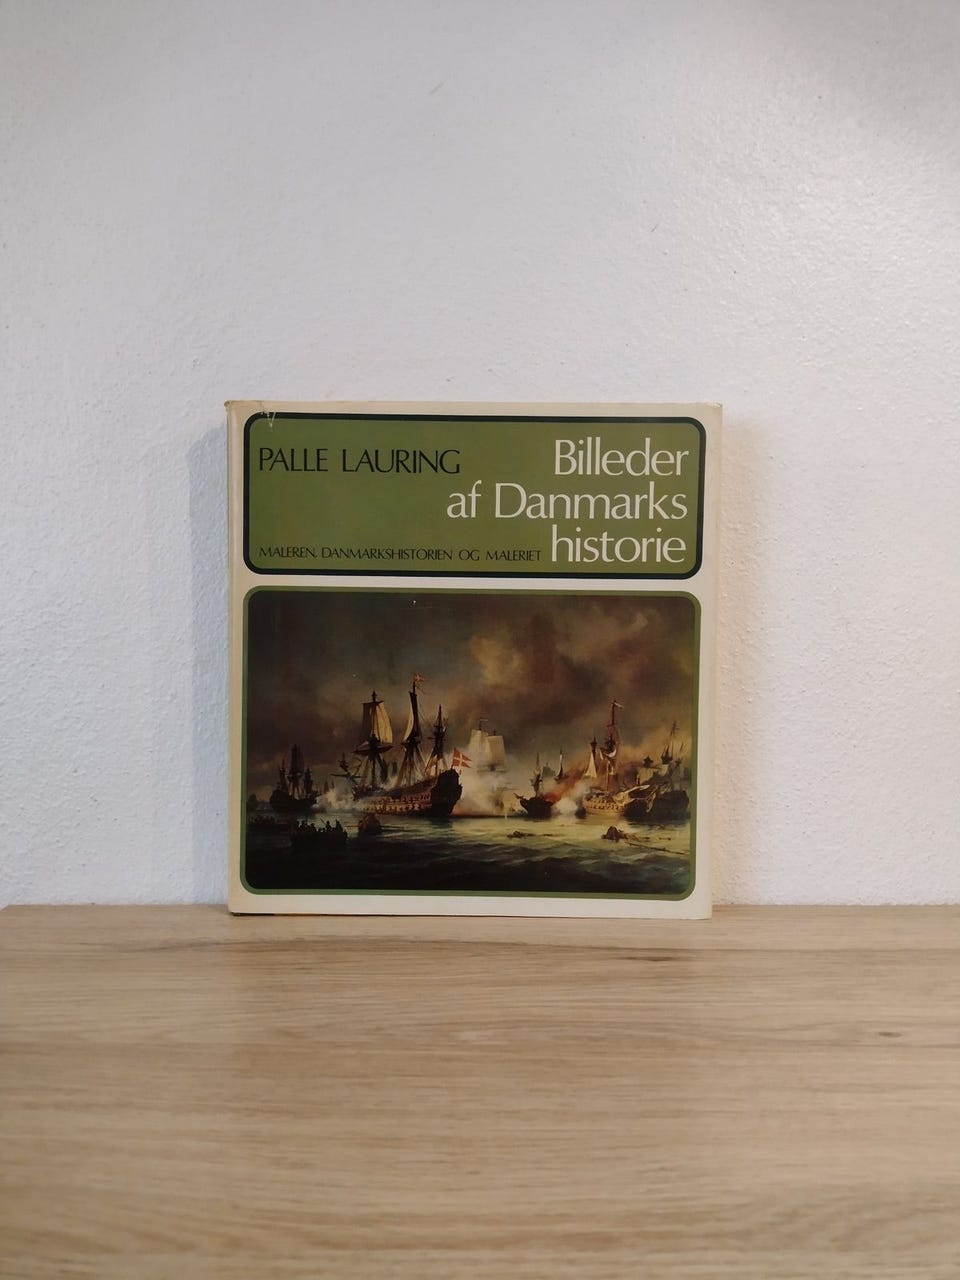 PALLE LAURING
Billeder
af Danmarks
historie
MALEREN, DANMARKSHISTORIEN OG MALERIET